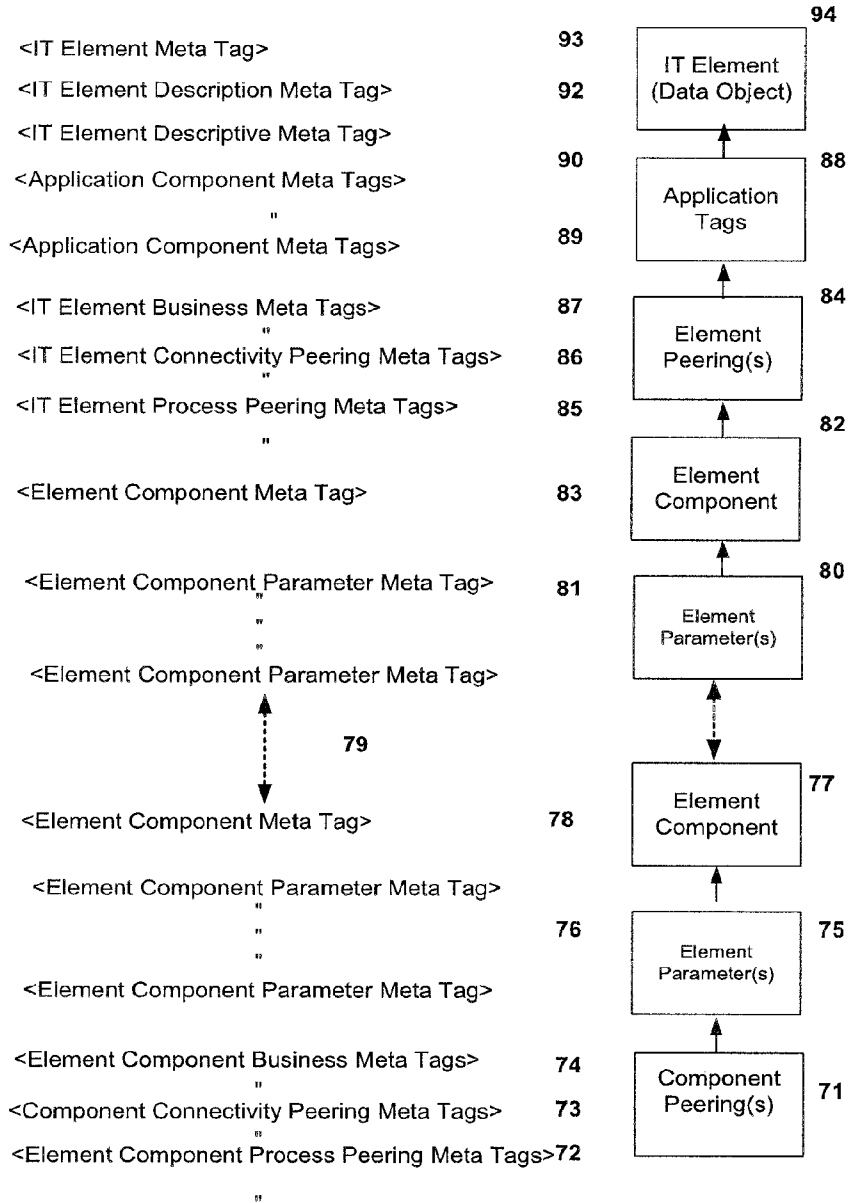 94
<IT Element Meta Tag> 93
IT Element
(Data Object)
<IT Element Description Meta Tag> 92
<IT Element Descriptive Meta Tag>
90 88
<Application Component Meta Tags>
Application
Tags
"
<Application Component Meta Tags> 89
84
<IT Element Business Meta Tags> 87
"
Element
Peering(s)
<IT Element Connectivity Peering Meta Tags> 86
"
<IT Element Process Peering Meta Tags> 85
82
"
Element
Component
<Element Component Meta Tag> 83
80
<Element Component Parameter Meta Tag> 81
"
"
"
Element
Parameter(s)
<Element Component Parameter Meta Tag>
79
77
Element
Component
<Element Component Meta Tag> 78
<Element Component Parameter Meta Tag>
"
"
"
76 75
Element
Parameter(s)
<Element Component Parameter Meta Tag>
<Element Component Business Meta Tags> 74
"
Component
Peering(s)
71
<Component Connectivity Peering Meta Tags> 73
"
<Element Component Process Peering Meta Tags>72
"